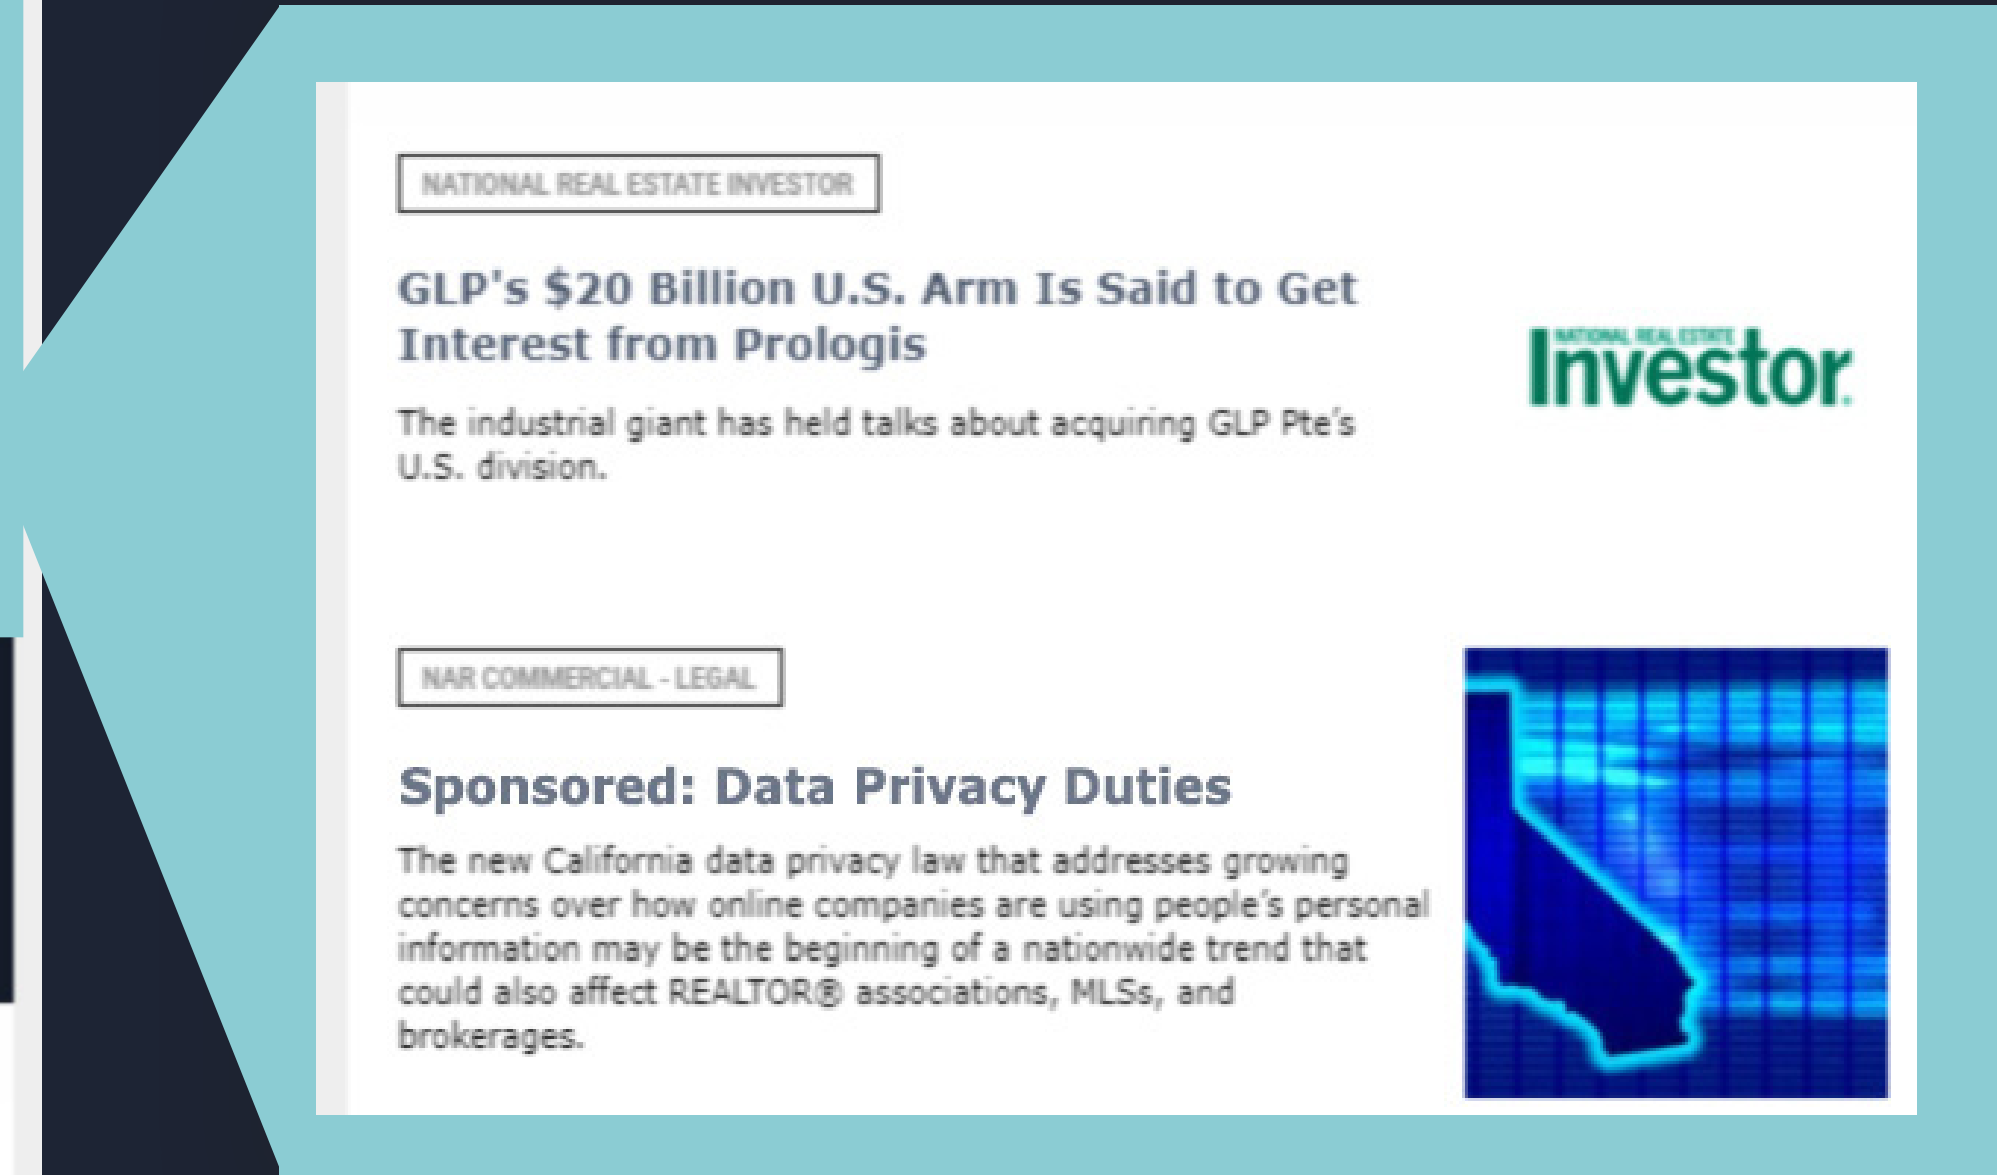 NATIONAL REAL ESTATE INVESTOR
GLP's $20 Billion U.S. Arm Is Said to Get
Interest from Prologis
The industrial giant has held talks about acquiring GLP Pte’s
U.S. division.
NATIONAL REAL ESTATE
Investor.
NAR COMMERCIAL - LEGAL
Sponsored: Data Privacy Duties
The new California data privacy law that addresses growing
concerns over how online companies are using people’s personal
information may be the beginning of a nationwide trend that
could also affect REALTOR® associations, MLSs, and
brokerages.